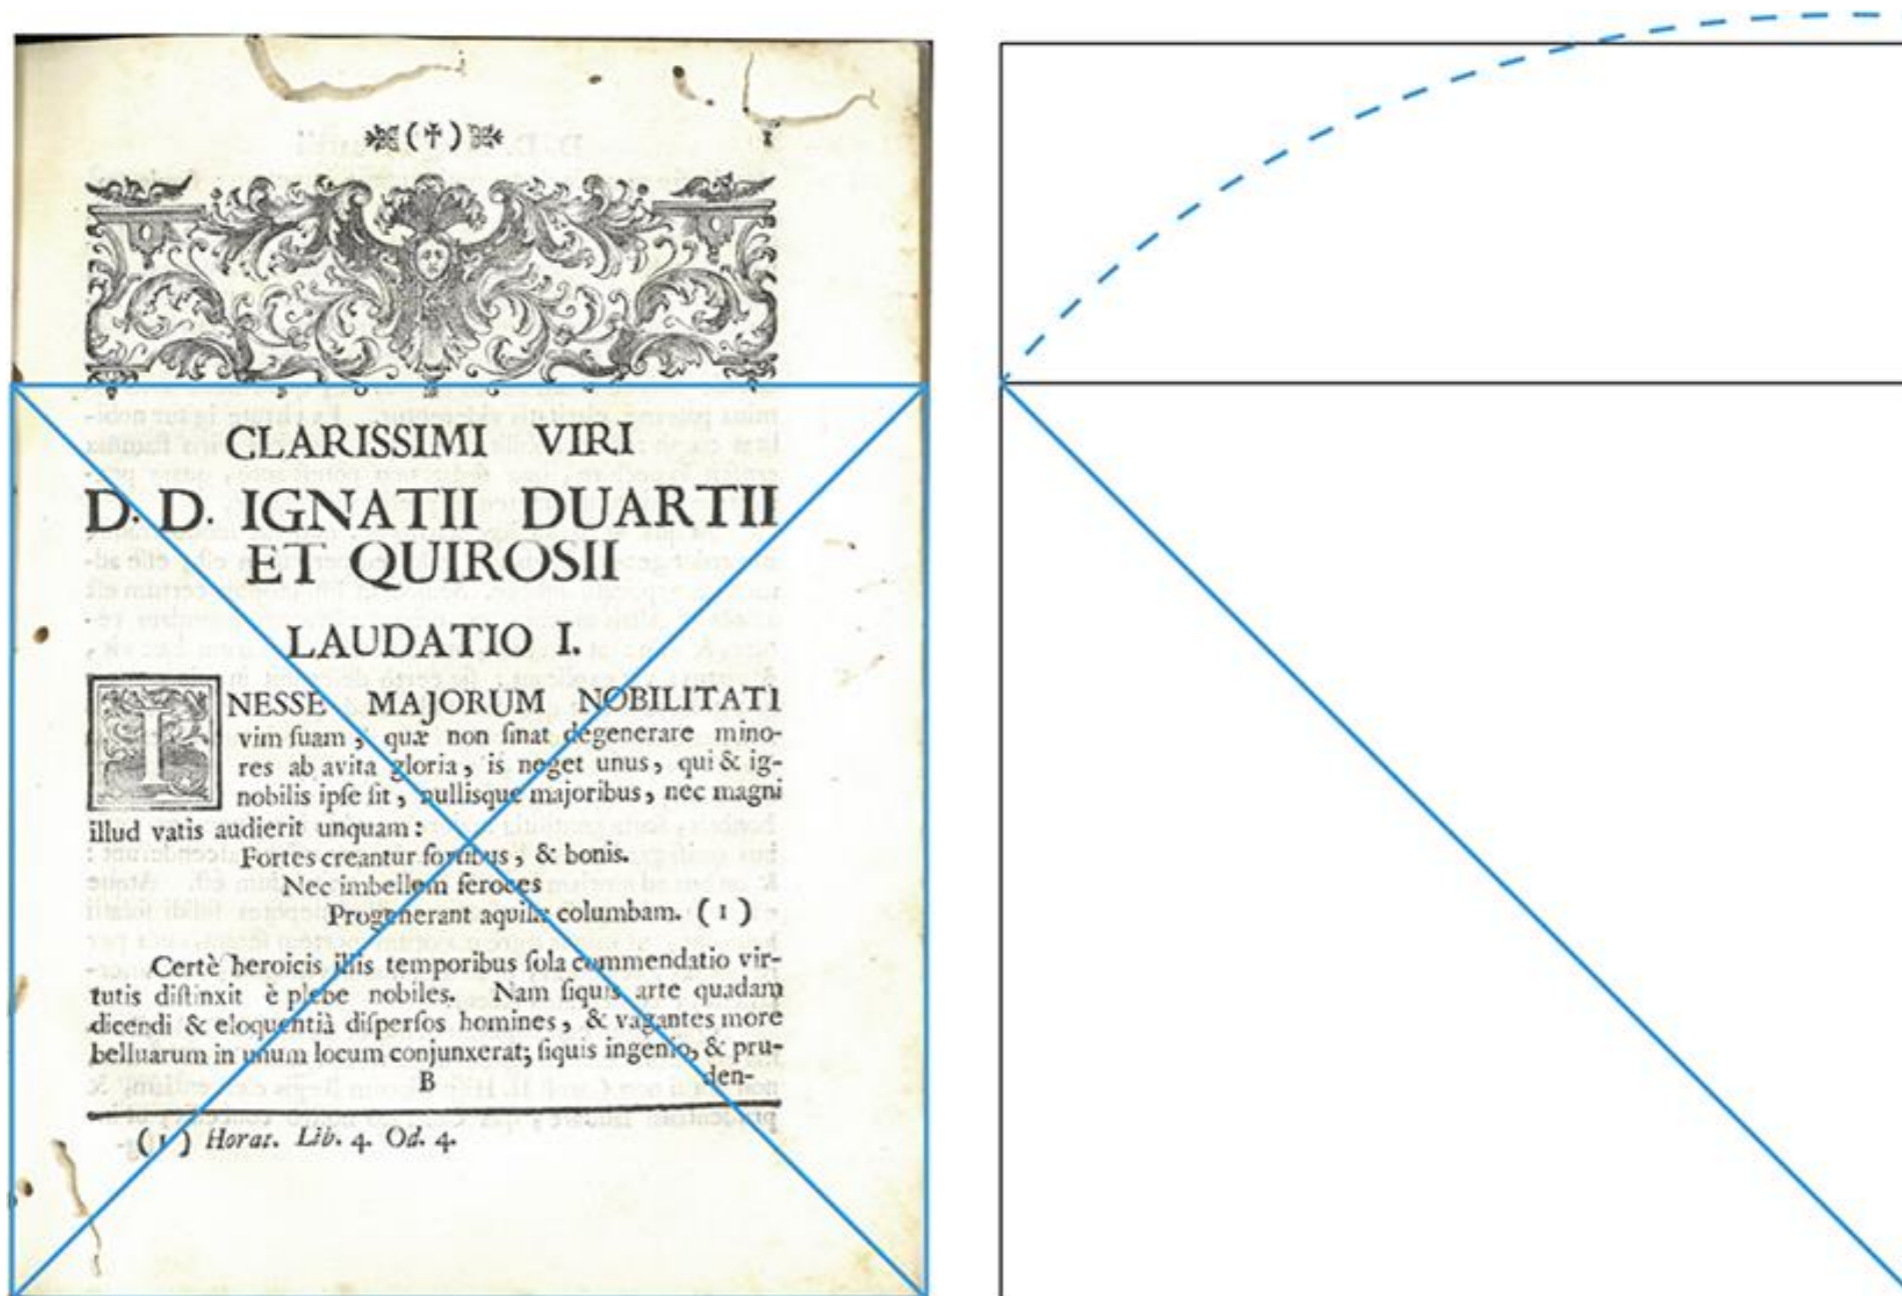 (†)
1
CLARISSIMI VIRI
D. D. IGNATII DUARTII
ET QUIROSII
LAUDATIO I.
INESSE MAJORUM NOBILITATI
vim ſuam, quæ non ſinat degenerare mino-
res ab avita gloria, is neget unus, qui & ig-
nobilis ipſe ſit, nullisque majoribus, nec magni
illud vatis audierit unquam:
Fortes creantur fortibus, & bonis.
Nec imbellem feroces
Progenerant aquilæ columbam. (1)
Certè heroicis illis temporibus ſola commendatio vir-
tutis diſtinxit è plebe nobiles. Nam ſiquis arte quadam
dicendi & eloquentià diſperſos homines, & vagantes more
belluarum in unum locum conjunxerat; ſiquis ingenio, & pru-
B
den-
(1) Horat. Lib. 4. Od. 4.